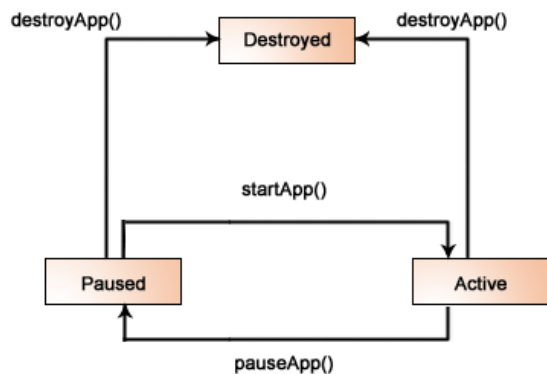 destroyApp()
destroyApp()
Destroyed
startApp()
Paused
Active
pauseApp()